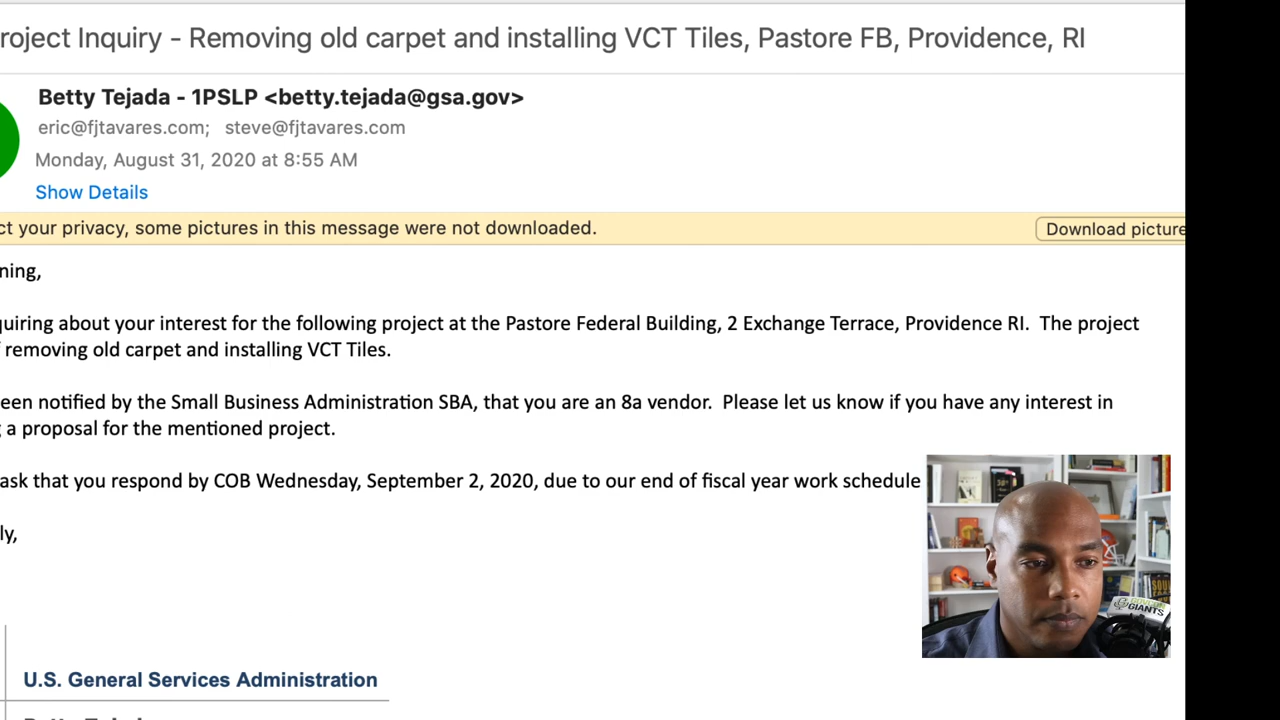 roject Inquiry - Removing old carpet and installing VCT Tiles, Pastore FB, Providence, RI
Betty Tejada - 1PSLP <betty.tejada@gsa.gov>
eric@fjtavares.com; steve@fjtavares.com
Monday, August 31, 2020 at 8:55 AM
Show Details
ct your privacy, some pictures in this message were not downloaded.
Download picture
ning,
quiring about your interest for the following project at the Pastore Federal Building, 2 Exchange Terrace, Providence RI. The project
removing old carpet and installing VCT Tiles.
een notified by the Small Business Administration SBA, that you are an 8a vendor. Please let us know if you have any interest in
g a proposal for the mentioned project.
ask that you respond by COB Wednesday, September 2, 2020, due to our end of fiscal year work schedule
ly,
GOVCON
GIANTS
U.S. General Services Administration